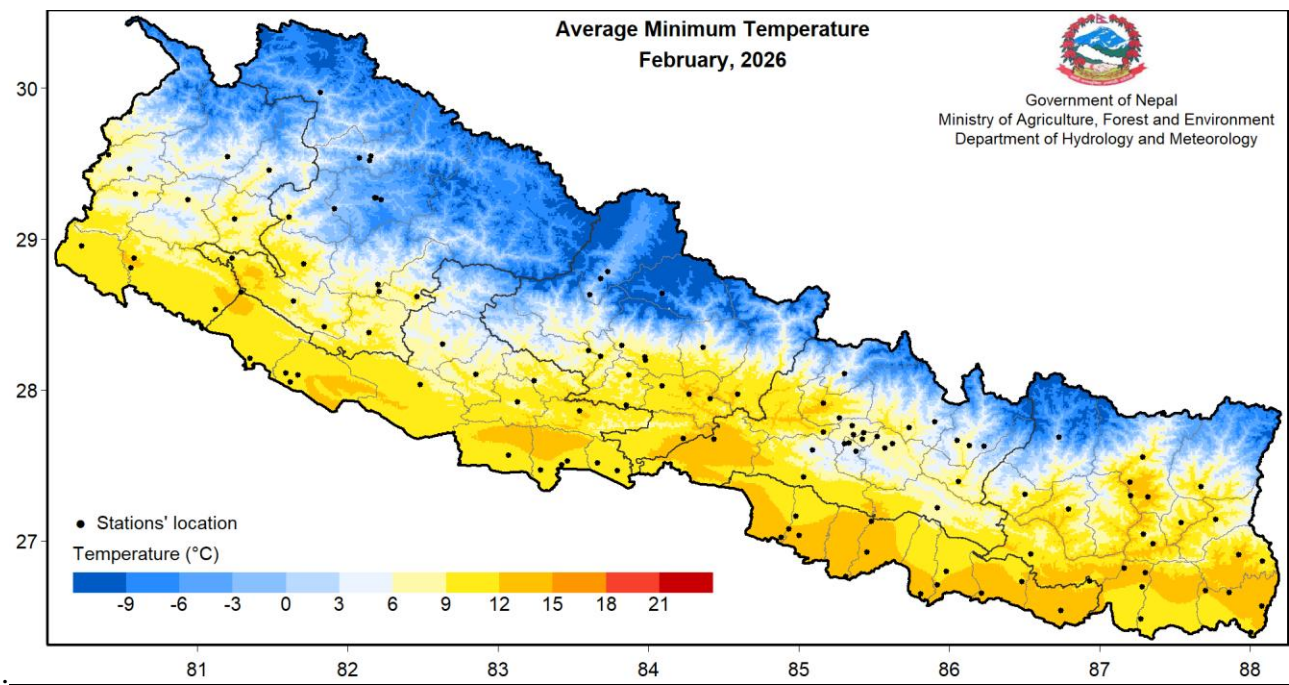 Average Minimum Temperature
February, 2026
Government of Nepal
Ministry of Agriculture, Forest and Environment
Department of Hydrology and Meteorology
30
29
28
27
Stations' location
Temperature (°C)
-9 -6 -3 0 3 6 9 12 15 18 21
81 82 83 84 85 86 87 88